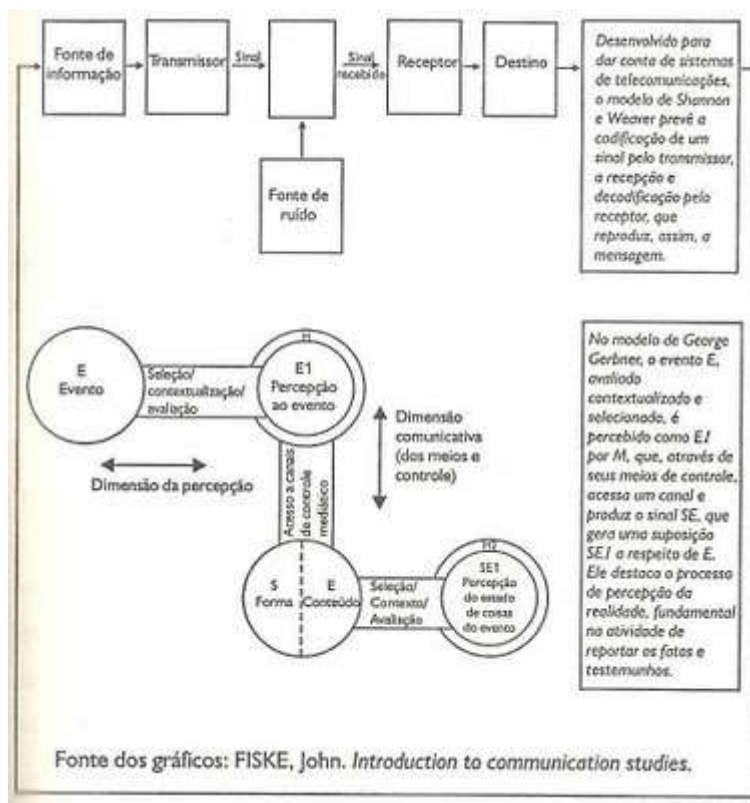 Fonte de
informação
Transmissor
Sinal
Sinal
recebido
Receptor
Destino
Fonte de
ruído
Desenvolvido para
dar conta de sistemas
de telecomunicações,
o modelo de Shannon
e Weaver prevê a
codificação de um
sinal pelo transmissor,
a recepção e
decodificação pelo
receptor, que
reproduz, assim, a
mensagem.
E
Evento
Seleção/
contextualização/
avaliação
M
E1
Percepção
ao evento
Dimensão da percepção
Dimensão
comunicativa
(dos meios e
controle)
Acesso a canais
de controle
mediático
S
Forma
E
Conteúdo
Seleção/
Contexto/
Avaliação
M2
SE1
Percepção
do estado
de coisas
do evento
No modelo de George
Gerbner, o evento E,
avaliado
contextualizado e
selecionado, é
percebido como E1
por M, que, através de
seus meios de controle,
acessa um canal e
produz o sinal SE, que
gera uma suposição
SE1 a respeito de E.
Ele destaca o processo
de percepção da
realidade, fundamental
na atividade de
reportar os fatos e
testemunhos.
Fonte dos gráficos: FISKE, John. Introduction to communication studies.